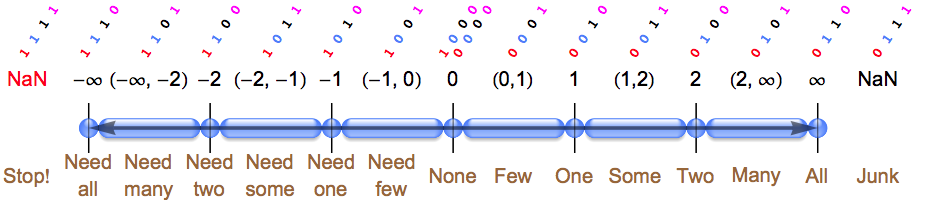 1111 1110 1101 1100 1011 1010 1001 1000 0000 0001 0010 0011 0100 0101 0110 0111
NaN −∞ (−∞, −2) −2 (−2, −1) −1 (−1, 0) 0 (0,1) 1 (1,2) 2 (2, ∞) ∞ NaN
Stop! Need all Need many Need two Need some Need one Need few None Few One Some Two Many All Junk